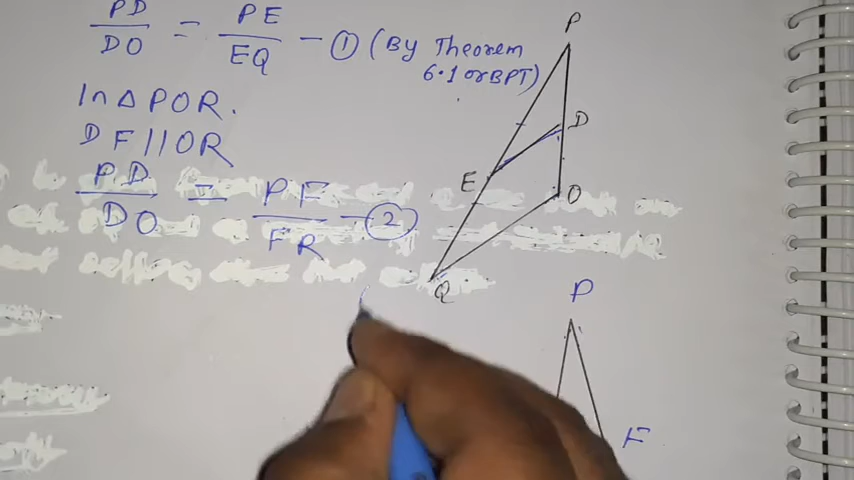 PD/DO = PE/EQ - ① (By Theorem
6.1 or BPT)
In △ POR.
DF || OR
PD/DO = PF/FR - ②
P
D
E
O
Q
P
F